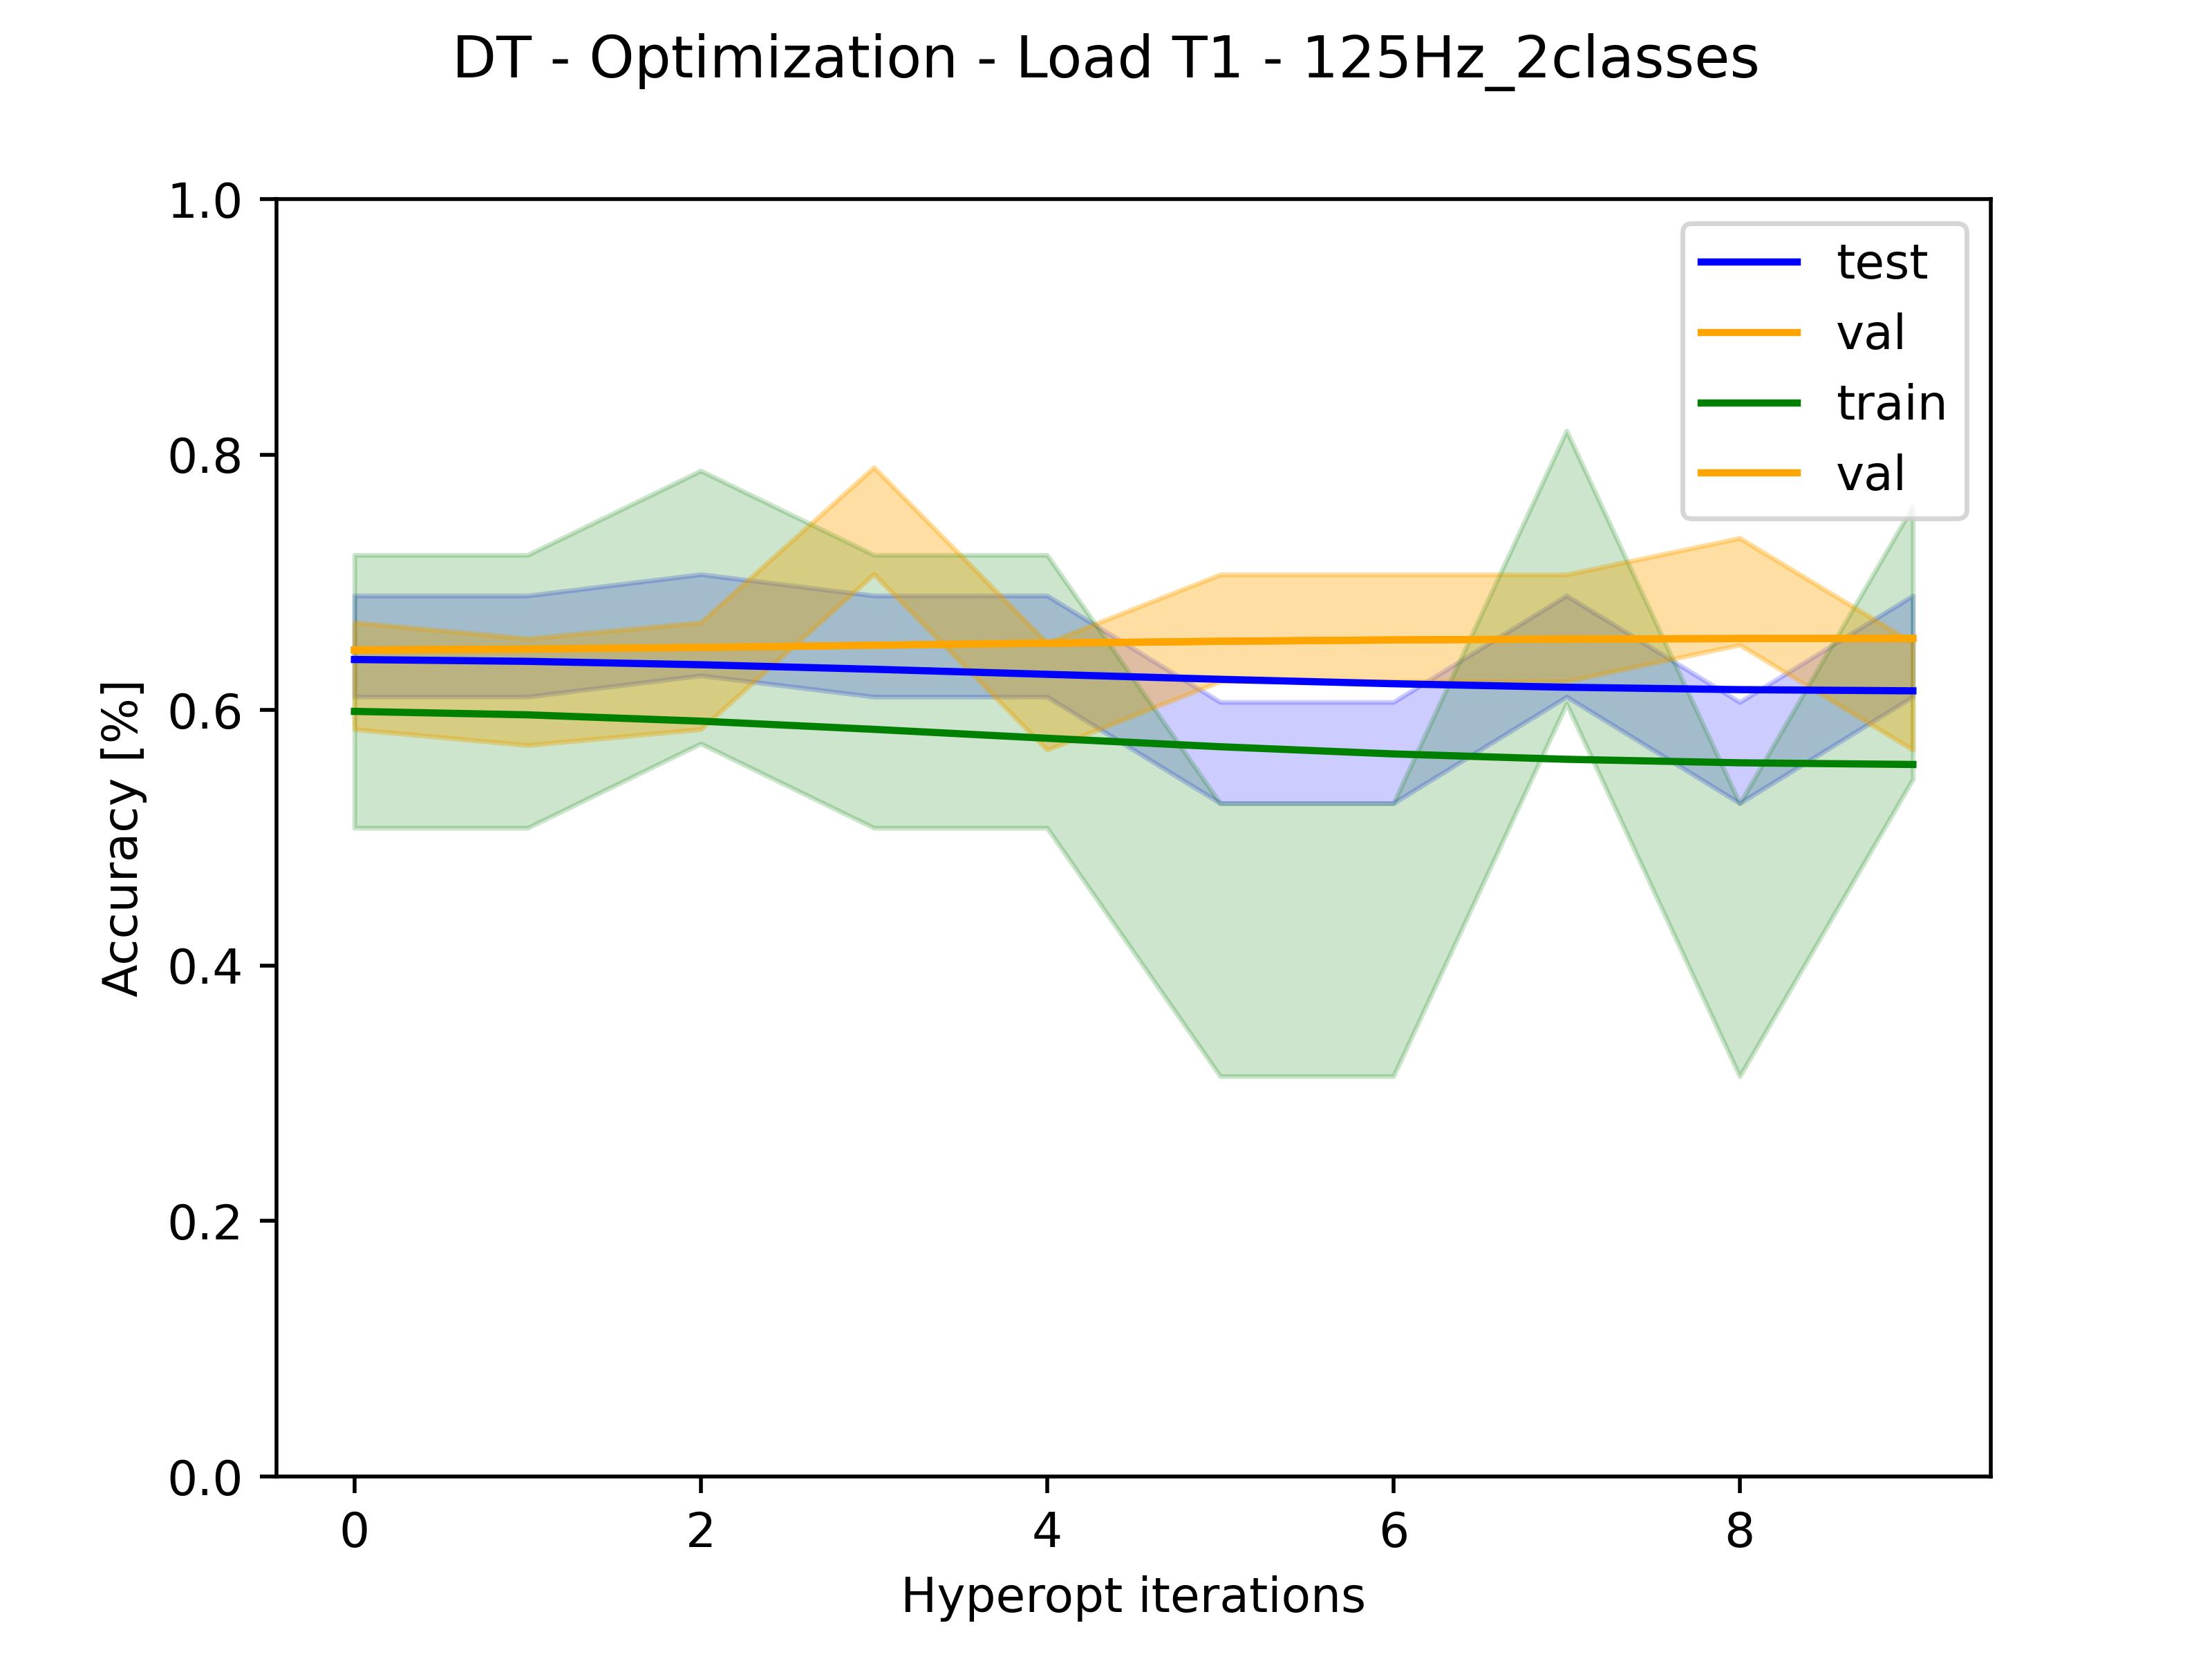 DT - Optimization - Load T1 - 125Hz_2classes
1.0
0.8
0.6
0.4
0.2
0.0
Accuracy [%]
test
val
train
val
0 2 4 6 8
Hyperopt iterations